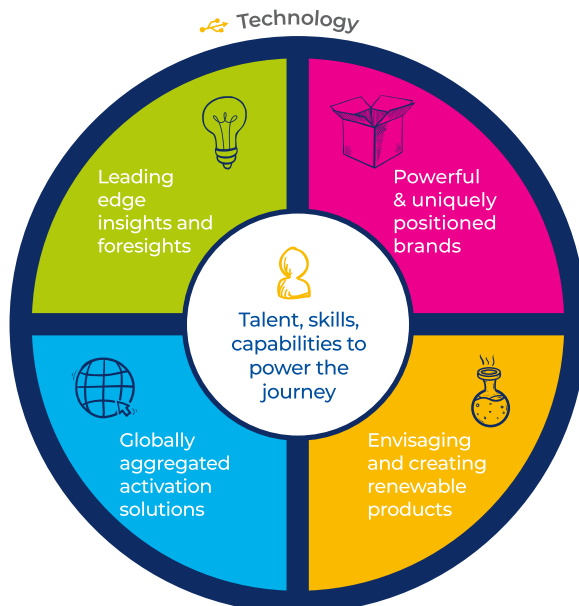 Technology
Leading
edge
insights and
foresights
Powerful
& uniquely
positioned
brands
Talent, skills,
capabilities to
power the
journey
Globally
aggregated
activation
solutions
Envisaging
and creating
renewable
products